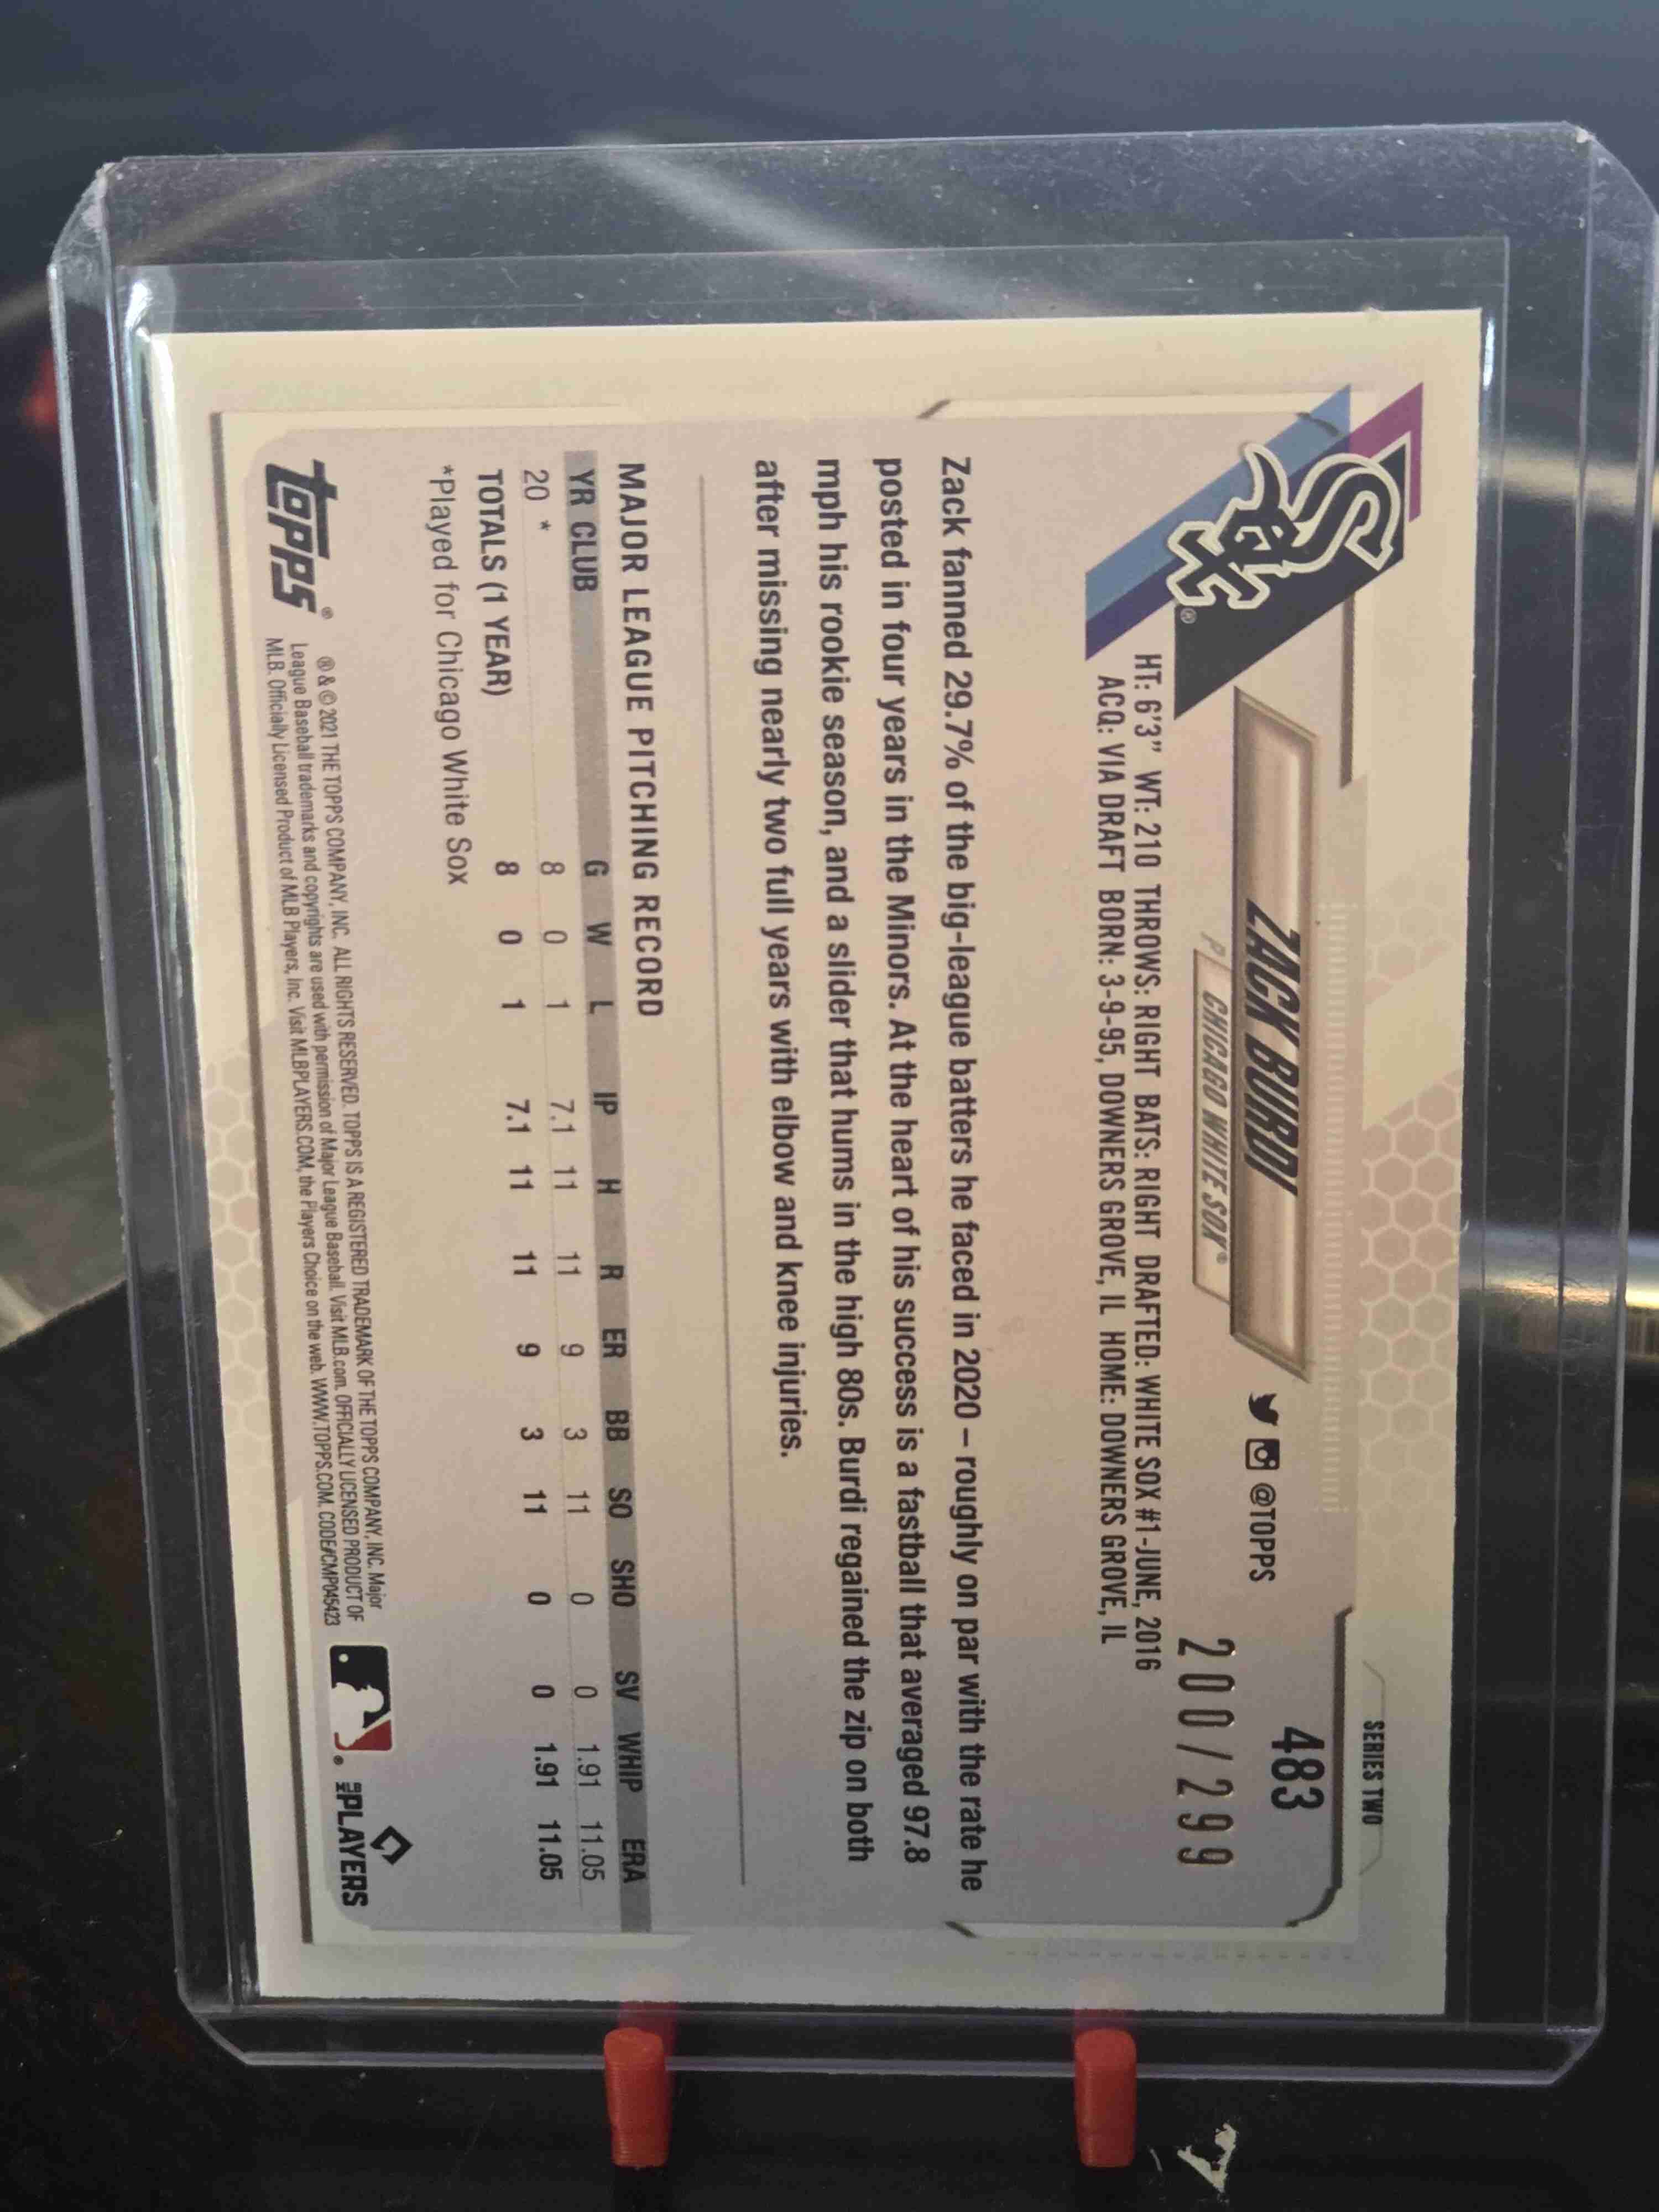 SERIES TWO
483
ZACK BURDI
@TOPPS
P CHICAGO WHITE SOX®
200/299
Sox ®
HT: 6'3" WT: 210 THROWS: RIGHT BATS: RIGHT DRAFTED: WHITE SOX #1-JUNE, 2016
ACQ: VIA DRAFT BORN: 3-9-95, DOWNERS GROVE, IL HOME: DOWNERS GROVE, IL
Zack fanned 29.7% of the big-league batters he faced in 2020 – roughly on par with the rate he
posted in four years in the Minors. At the heart of his success is a fastball that averaged 97.8
mph his rookie season, and a slider that hums in the high 80s. Burdi regained the zip on both
after missing nearly two full years with elbow and knee injuries.
MAJOR LEAGUE PITCHING RECORD
YR CLUB G W L IP H R ER BB SO SHO SV WHIP ERA
20 * 8 0 1 7.1 11 11 9 3 11 0 0 1.91 11.05
TOTALS (1 YEAR) 8 0 1 7.1 11 11 9 3 11 0 0 1.91 11.05
*Played for Chicago White Sox
topps®
® & © 2021 THE TOPPS COMPANY, INC. ALL RIGHTS RESERVED. TOPPS IS A REGISTERED TRADEMARK OF THE TOPPS COMPANY, INC. Major
League Baseball trademarks and copyrights are used with permission of Major League Baseball. Visit MLB.com. OFFICIALLY LICENSED PRODUCT OF
MLB. Officially Licensed Product of MLB Players, Inc. Visit MLBPLAYERS.COM, the Players Choice on the web. WWW.TOPPS.COM. CODE#CMP045423
®
MLB PLAYERS